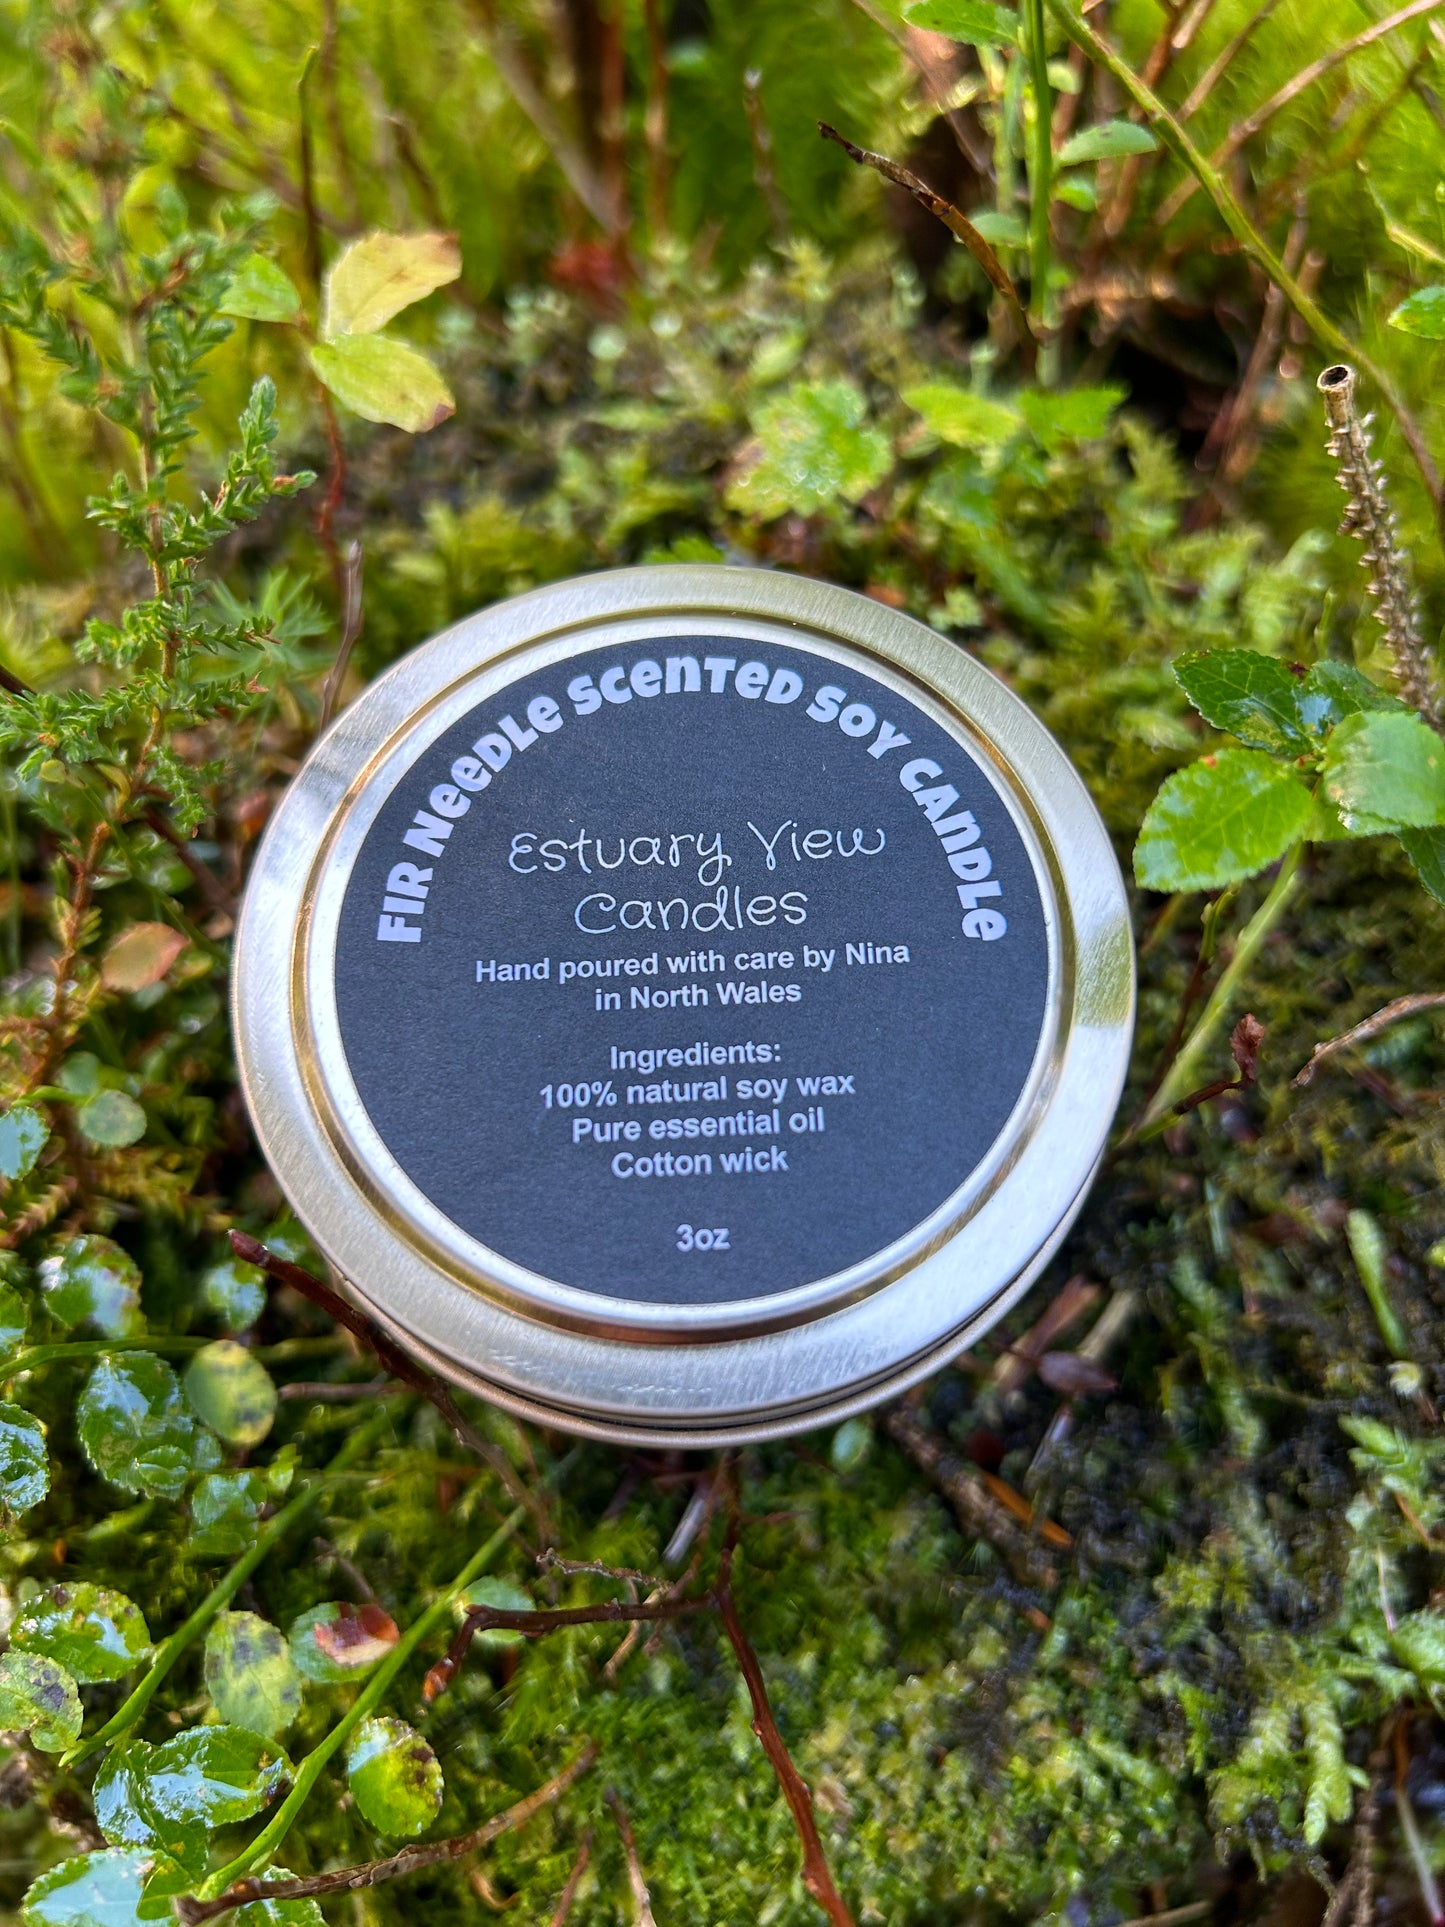 FIR NEEDLE SCENTED SOY CANDLE
Estuary View
Candles
Hand poured with care by Nina
in North Wales
Ingredients:
100% natural soy wax
Pure essential oil
Cotton wick
3oz